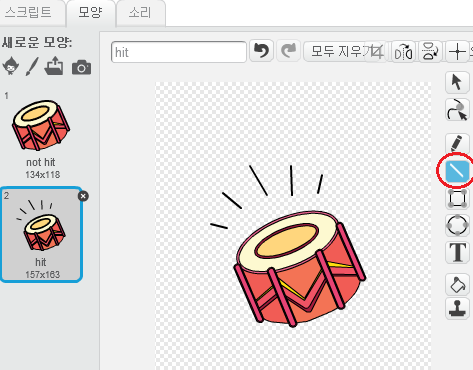 스크립트 모양 소리
새로운 모양:
hit
모두 지우기
1
not hit
134x118
2
hit
157x163
T